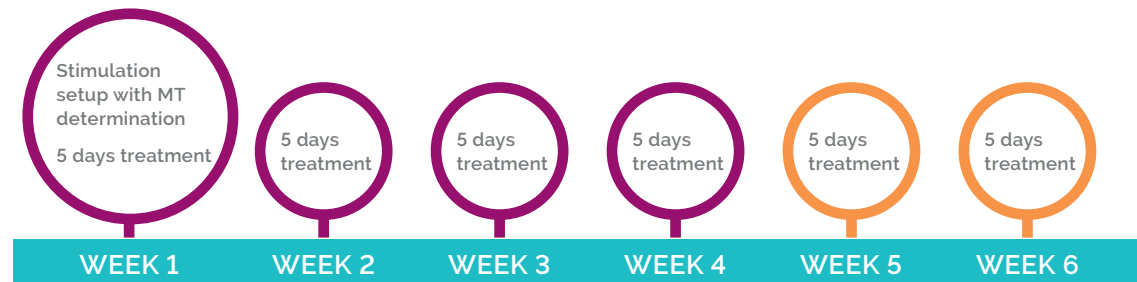 Stimulation
setup with MT
determination
5 days treatment
5 days
treatment
5 days
treatment
5 days
treatment
5 days
treatment
5 days
treatment
WEEK 1
WEEK 2
WEEK 3
WEEK 4
WEEK 5
WEEK 6